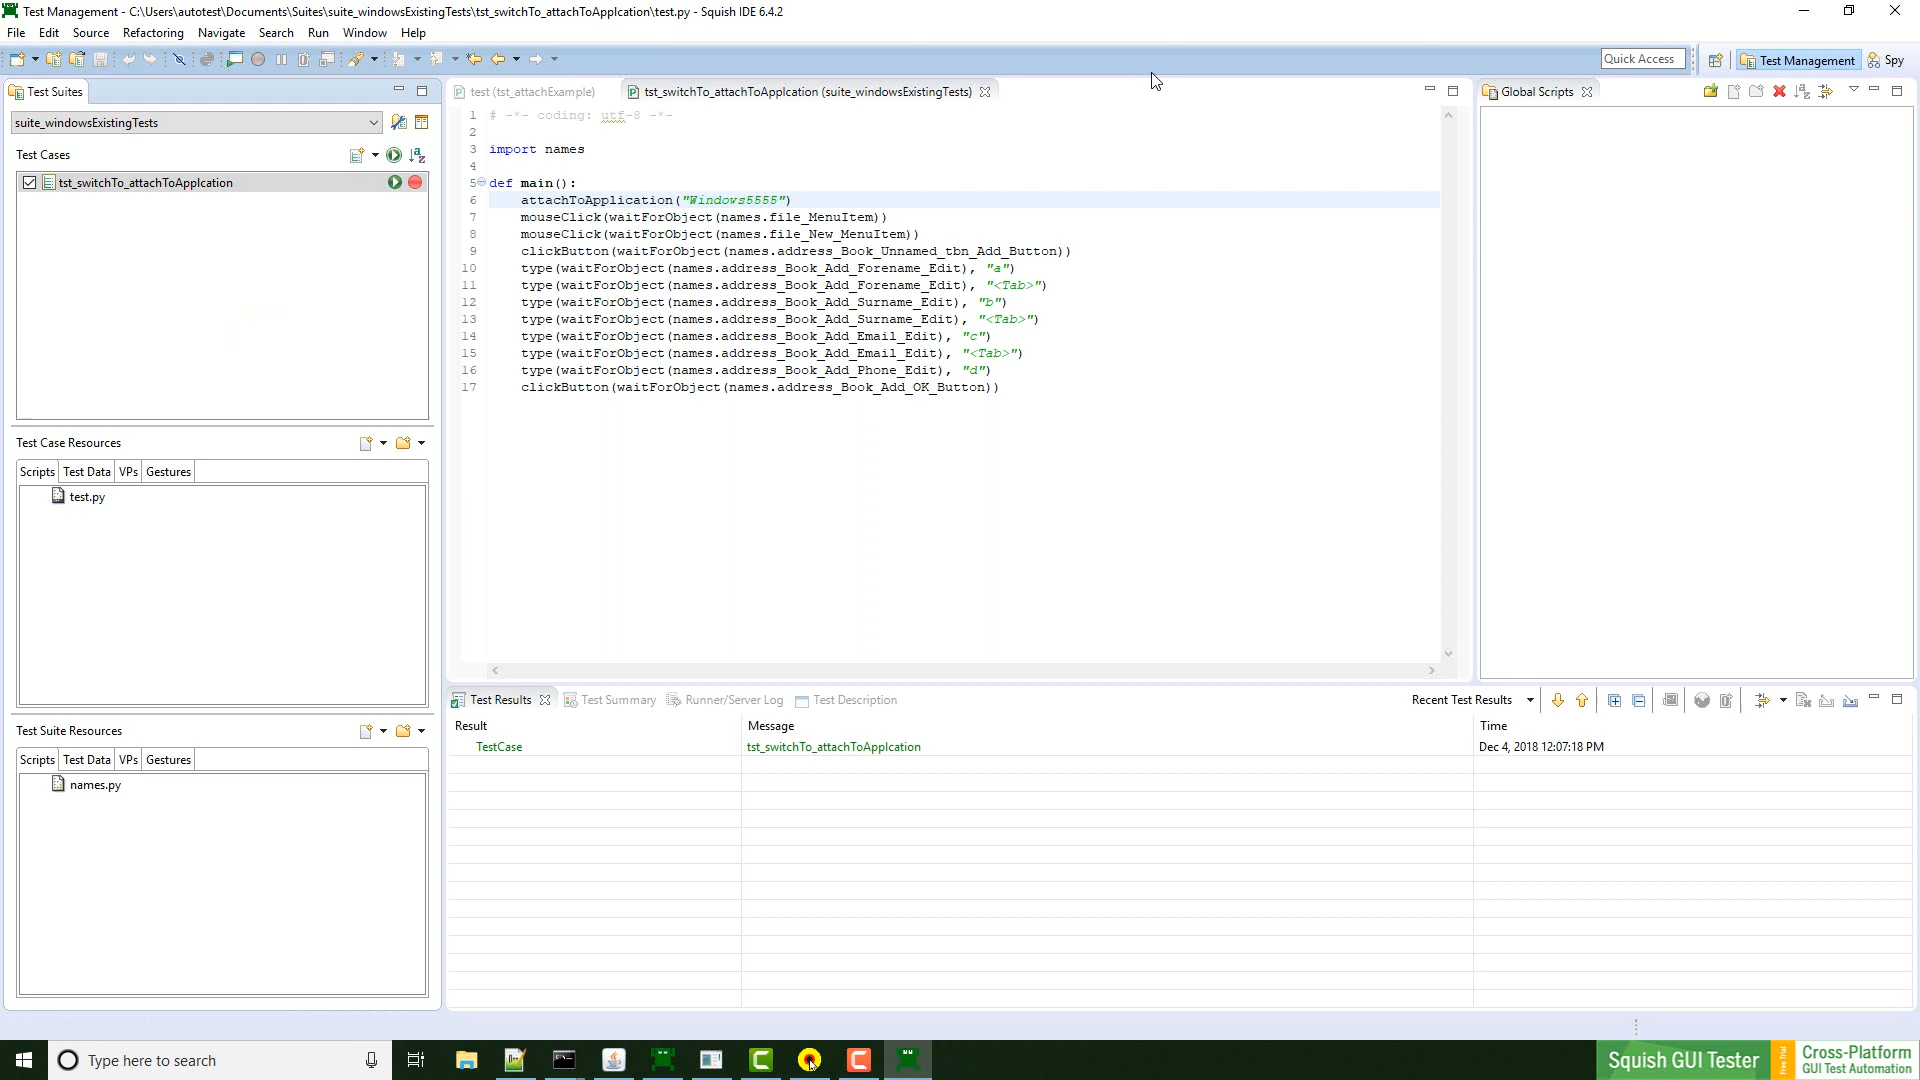 Test Management - C:\Users\autotest\Documents\Suites\suite_windowsExistingTests\tst_switchTo_attachToApplcation\test.py - Squish IDE 6.4.2
File Edit Source Refactoring Navigate Search Run Window Help
Quick Access
Test Management
Spy
Test Suites
test (tst_attachExample)
tst_switchTo_attachToApplcation (suite_windowsExistingTests)
Global Scripts
suite_windowsExistingTests
Test Cases
tst_switchTo_attachToApplcation
1 # -*- coding: utf-8 -*-
2
3 import names
4
5 def main():
6 attachToApplication("Windows5555")
7 mouseClick(waitForObject(names.file_MenuItem))
8 mouseClick(waitForObject(names.file_New_MenuItem))
9 clickButton(waitForObject(names.address_Book_Unnamed_tbn_Add_Button))
10 type(waitForObject(names.address_Book_Add_Forename_Edit), "a")
11 type(waitForObject(names.address_Book_Add_Forename_Edit), "<Tab>")
12 type(waitForObject(names.address_Book_Add_Surname_Edit), "b")
13 type(waitForObject(names.address_Book_Add_Surname_Edit), "<Tab>")
14 type(waitForObject(names.address_Book_Add_Email_Edit), "c")
15 type(waitForObject(names.address_Book_Add_Email_Edit), "<Tab>")
16 type(waitForObject(names.address_Book_Add_Phone_Edit), "d")
17 clickButton(waitForObject(names.address_Book_Add_OK_Button))
Test Case Resources
Scripts Test Data VPs Gestures
test.py
Test Suite Resources
Scripts Test Data VPs Gestures
names.py
Test Results
Test Summary
Runner/Server Log
Test Description
Recent Test Results
Result Message Time
TestCase tst_switchTo_attachToApplcation Dec 4, 2018 12:07:18 PM
Type here to search
Squish GUI Tester
Free Trial
Cross-Platform
GUI Test Automation